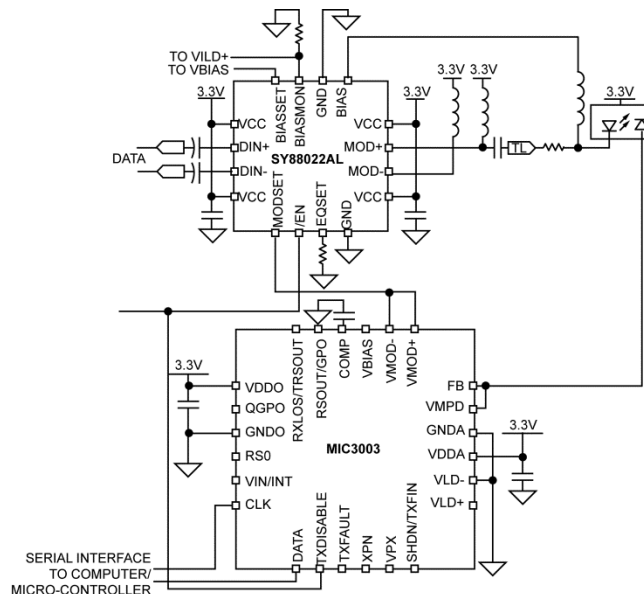 TO VILD+
TO VBIAS
3.3V
BIASSET
BIASMON
GND
BIAS
3.3V
3.3V
3.3V
3.3V
VCC
VCC
DIN+
MOD+
TL
DATA
SY88022AL
DIN-
MOD-
VCC
VCC
MODSET
/EN
EQSET
GND
RXLOS/TRSOUT
RSOUT/GPO
COMP
VBIAS
VMOD-
VMOD+
3.3V
VDDO
FB
QGPO
VMPD
GNDO
GNDA
3.3V
MIC3003
RS0
VDDA
VIN/INT
VLD-
CLK
VLD+
DATA
TXDISABLE
TXFAULT
XPN
VPX
SHDN/TXFIN
SERIAL INTERFACE
TO COMPUTER/
MICRO-CONTROLLER